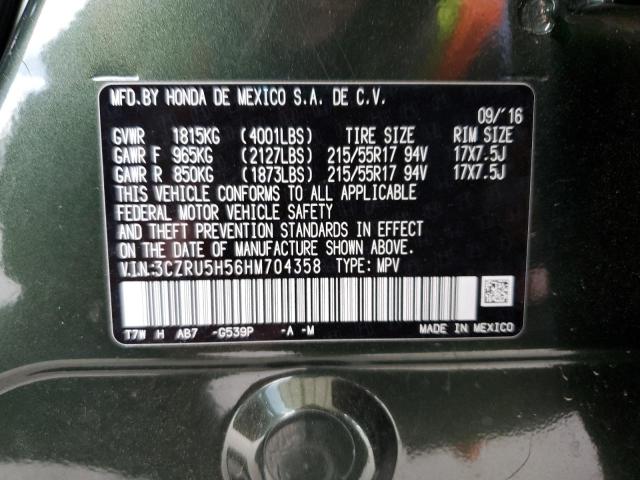 MFD.BY HONDA DE MEXICO S.A. DE C.V.
09/'16
GVWR 1815KG (4001LBS) TIRE SIZE RIM SIZE
GAWR F 965KG (2127LBS) 215/55R17 94V 17X7.5J
GAWR R 850KG (1873LBS) 215/55R17 94V 17X7.5J
THIS VEHICLE CONFORMS TO ALL APPLICABLE
FEDERAL MOTOR VEHICLE SAFETY
AND THEFT PREVENTION STANDARDS IN EFFECT
ON THE DATE OF MANUFACTURE SHOWN ABOVE.
V.I.N:3CZRU5H56HM704358 TYPE: MPV
T7W H AB7 -G539P -A -M MADE IN MEXICO